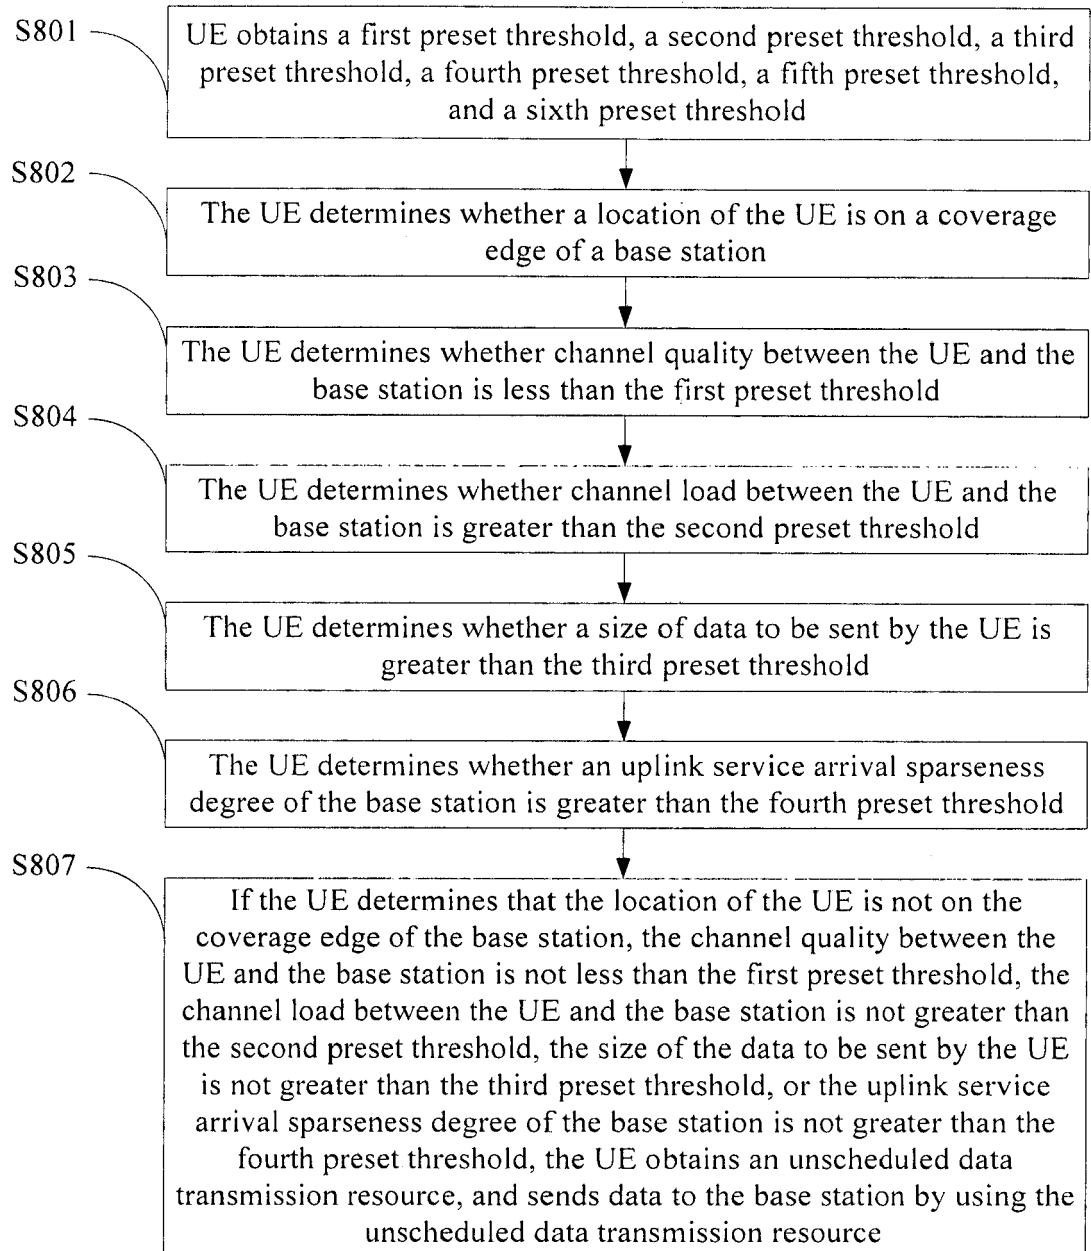 S801
UE obtains a first preset threshold, a second preset threshold, a third
preset threshold, a fourth preset threshold, a fifth preset threshold,
and a sixth preset threshold
S802
The UE determines whether a location of the UE is on a coverage
edge of a base station
S803
The UE determines whether channel quality between the UE and the
base station is less than the first preset threshold
S804
The UE determines whether channel load between the UE and the
base station is greater than the second preset threshold
S805
The UE determines whether a size of data to be sent by the UE is
greater than the third preset threshold
S806
The UE determines whether an uplink service arrival sparseness
degree of the base station is greater than the fourth preset threshold
S807
If the UE determines that the location of the UE is not on the
coverage edge of the base station, the channel quality between the
UE and the base station is not less than the first preset threshold, the
channel load between the UE and the base station is not greater than
the second preset threshold, the size of the data to be sent by the UE
is not greater than the third preset threshold, or the uplink service
arrival sparseness degree of the base station is not greater than the
fourth preset threshold, the UE obtains an unscheduled data
transmission resource, and sends data to the base station by using the
unscheduled data transmission resource